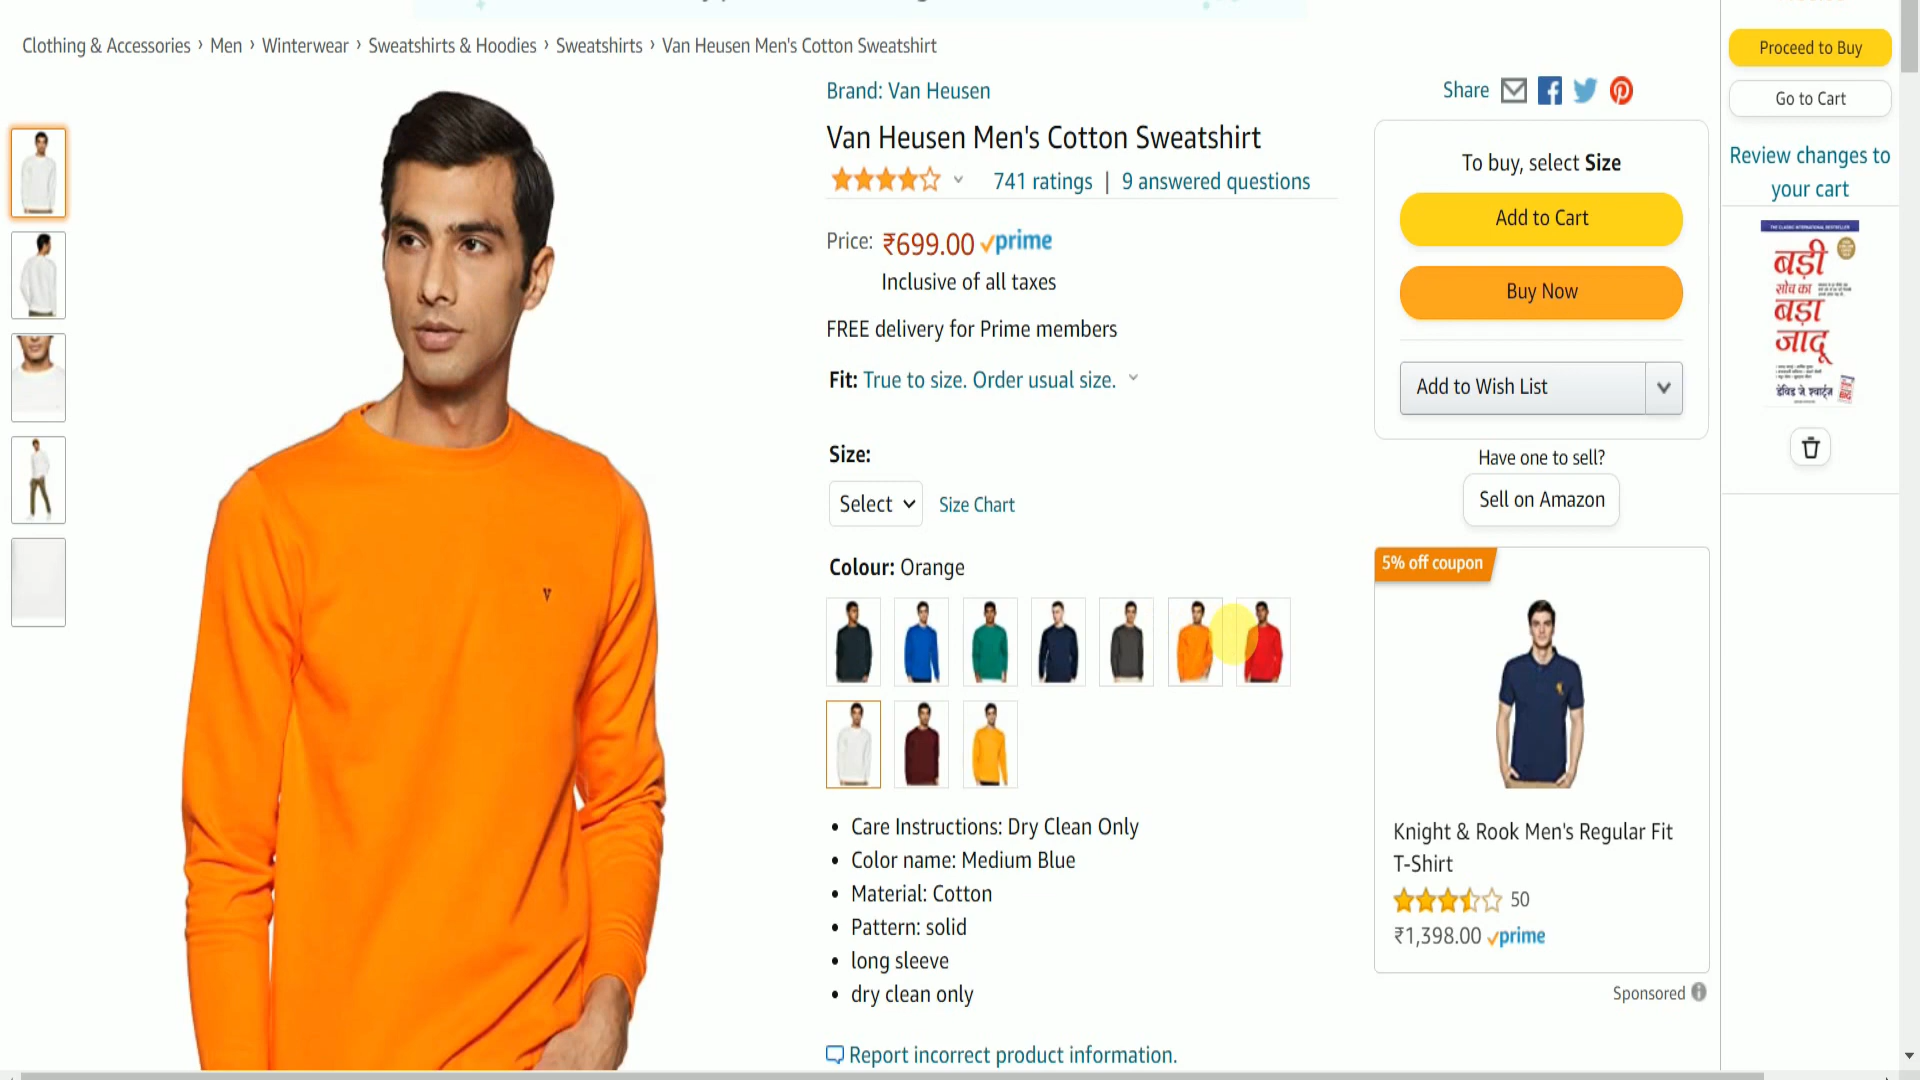 Clothing & Accessories › Men › Winterwear › Sweatshirts & Hoodies › Sweatshirts › Van Heusen Men's Cotton Sweatshirt
Brand: Van Heusen
Van Heusen Men's Cotton Sweatshirt
741 ratings | 9 answered questions
Price: ₹699.00 prime
Inclusive of all taxes
FREE delivery for Prime members
Fit: True to size. Order usual size.
Size:
Select
Size Chart
Colour: Orange
V
Care Instructions: Dry Clean Only
Color name: Medium Blue
Material: Cotton
Pattern: solid
long sleeve
dry clean only
Report incorrect product information.
Share
To buy, select Size
Add to Cart
Buy Now
Add to Wish List
Have one to sell?
Sell on Amazon
5% off coupon
Knight & Rook Men's Regular Fit
T-Shirt
50
₹1,398.00 prime
Sponsored
Proceed to Buy
Go to Cart
Review changes to
your cart
THE CLASSIC INTERNATIONAL BESTSELLER
बड़ी
सोच का
बड़ा
जादू
डेविड जे. श्वार्ट्ज़